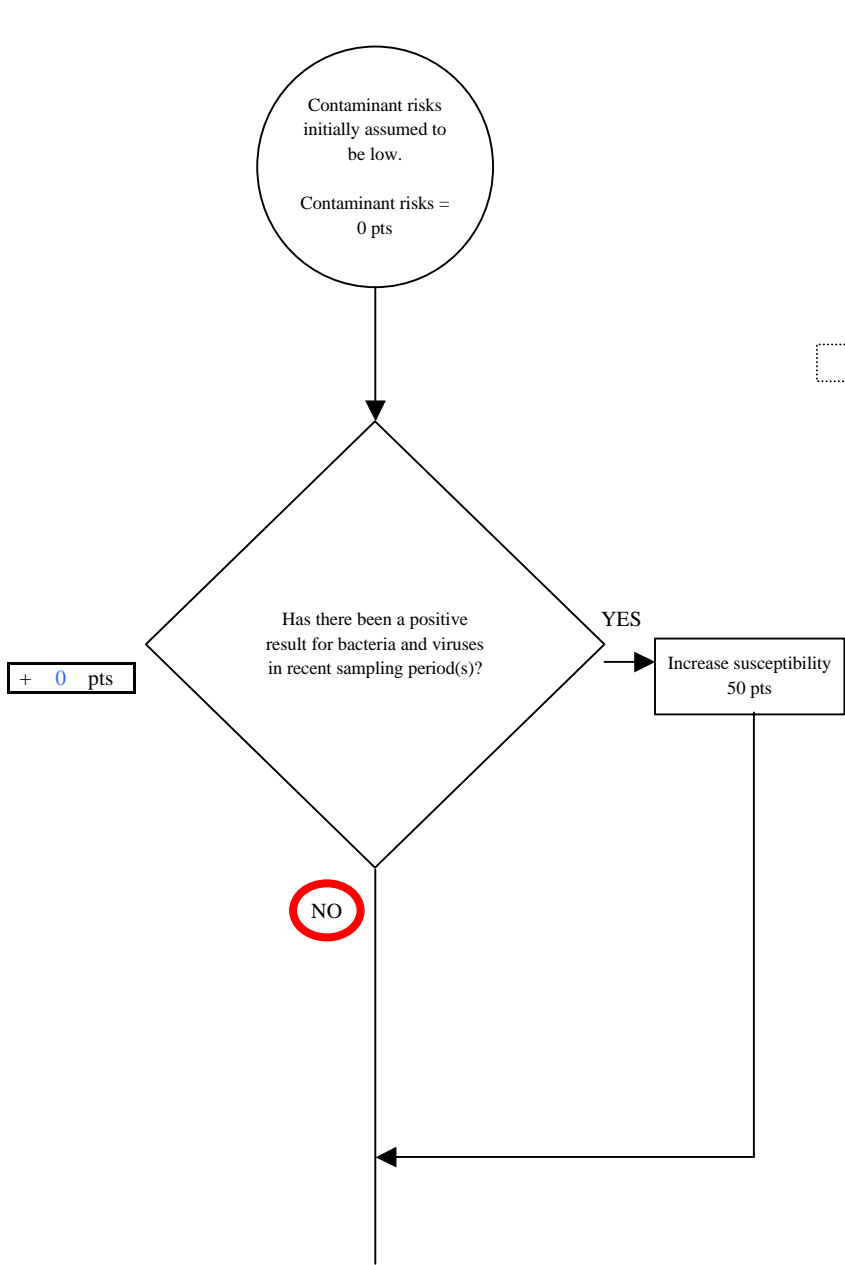 Contaminant risks
initially assumed to
be low.
Contaminant risks =
0 pts
Has there been a positive
result for bacteria and viruses
in recent sampling period(s)?
YES
Increase susceptibility
50 pts
+ 0 pts
NO